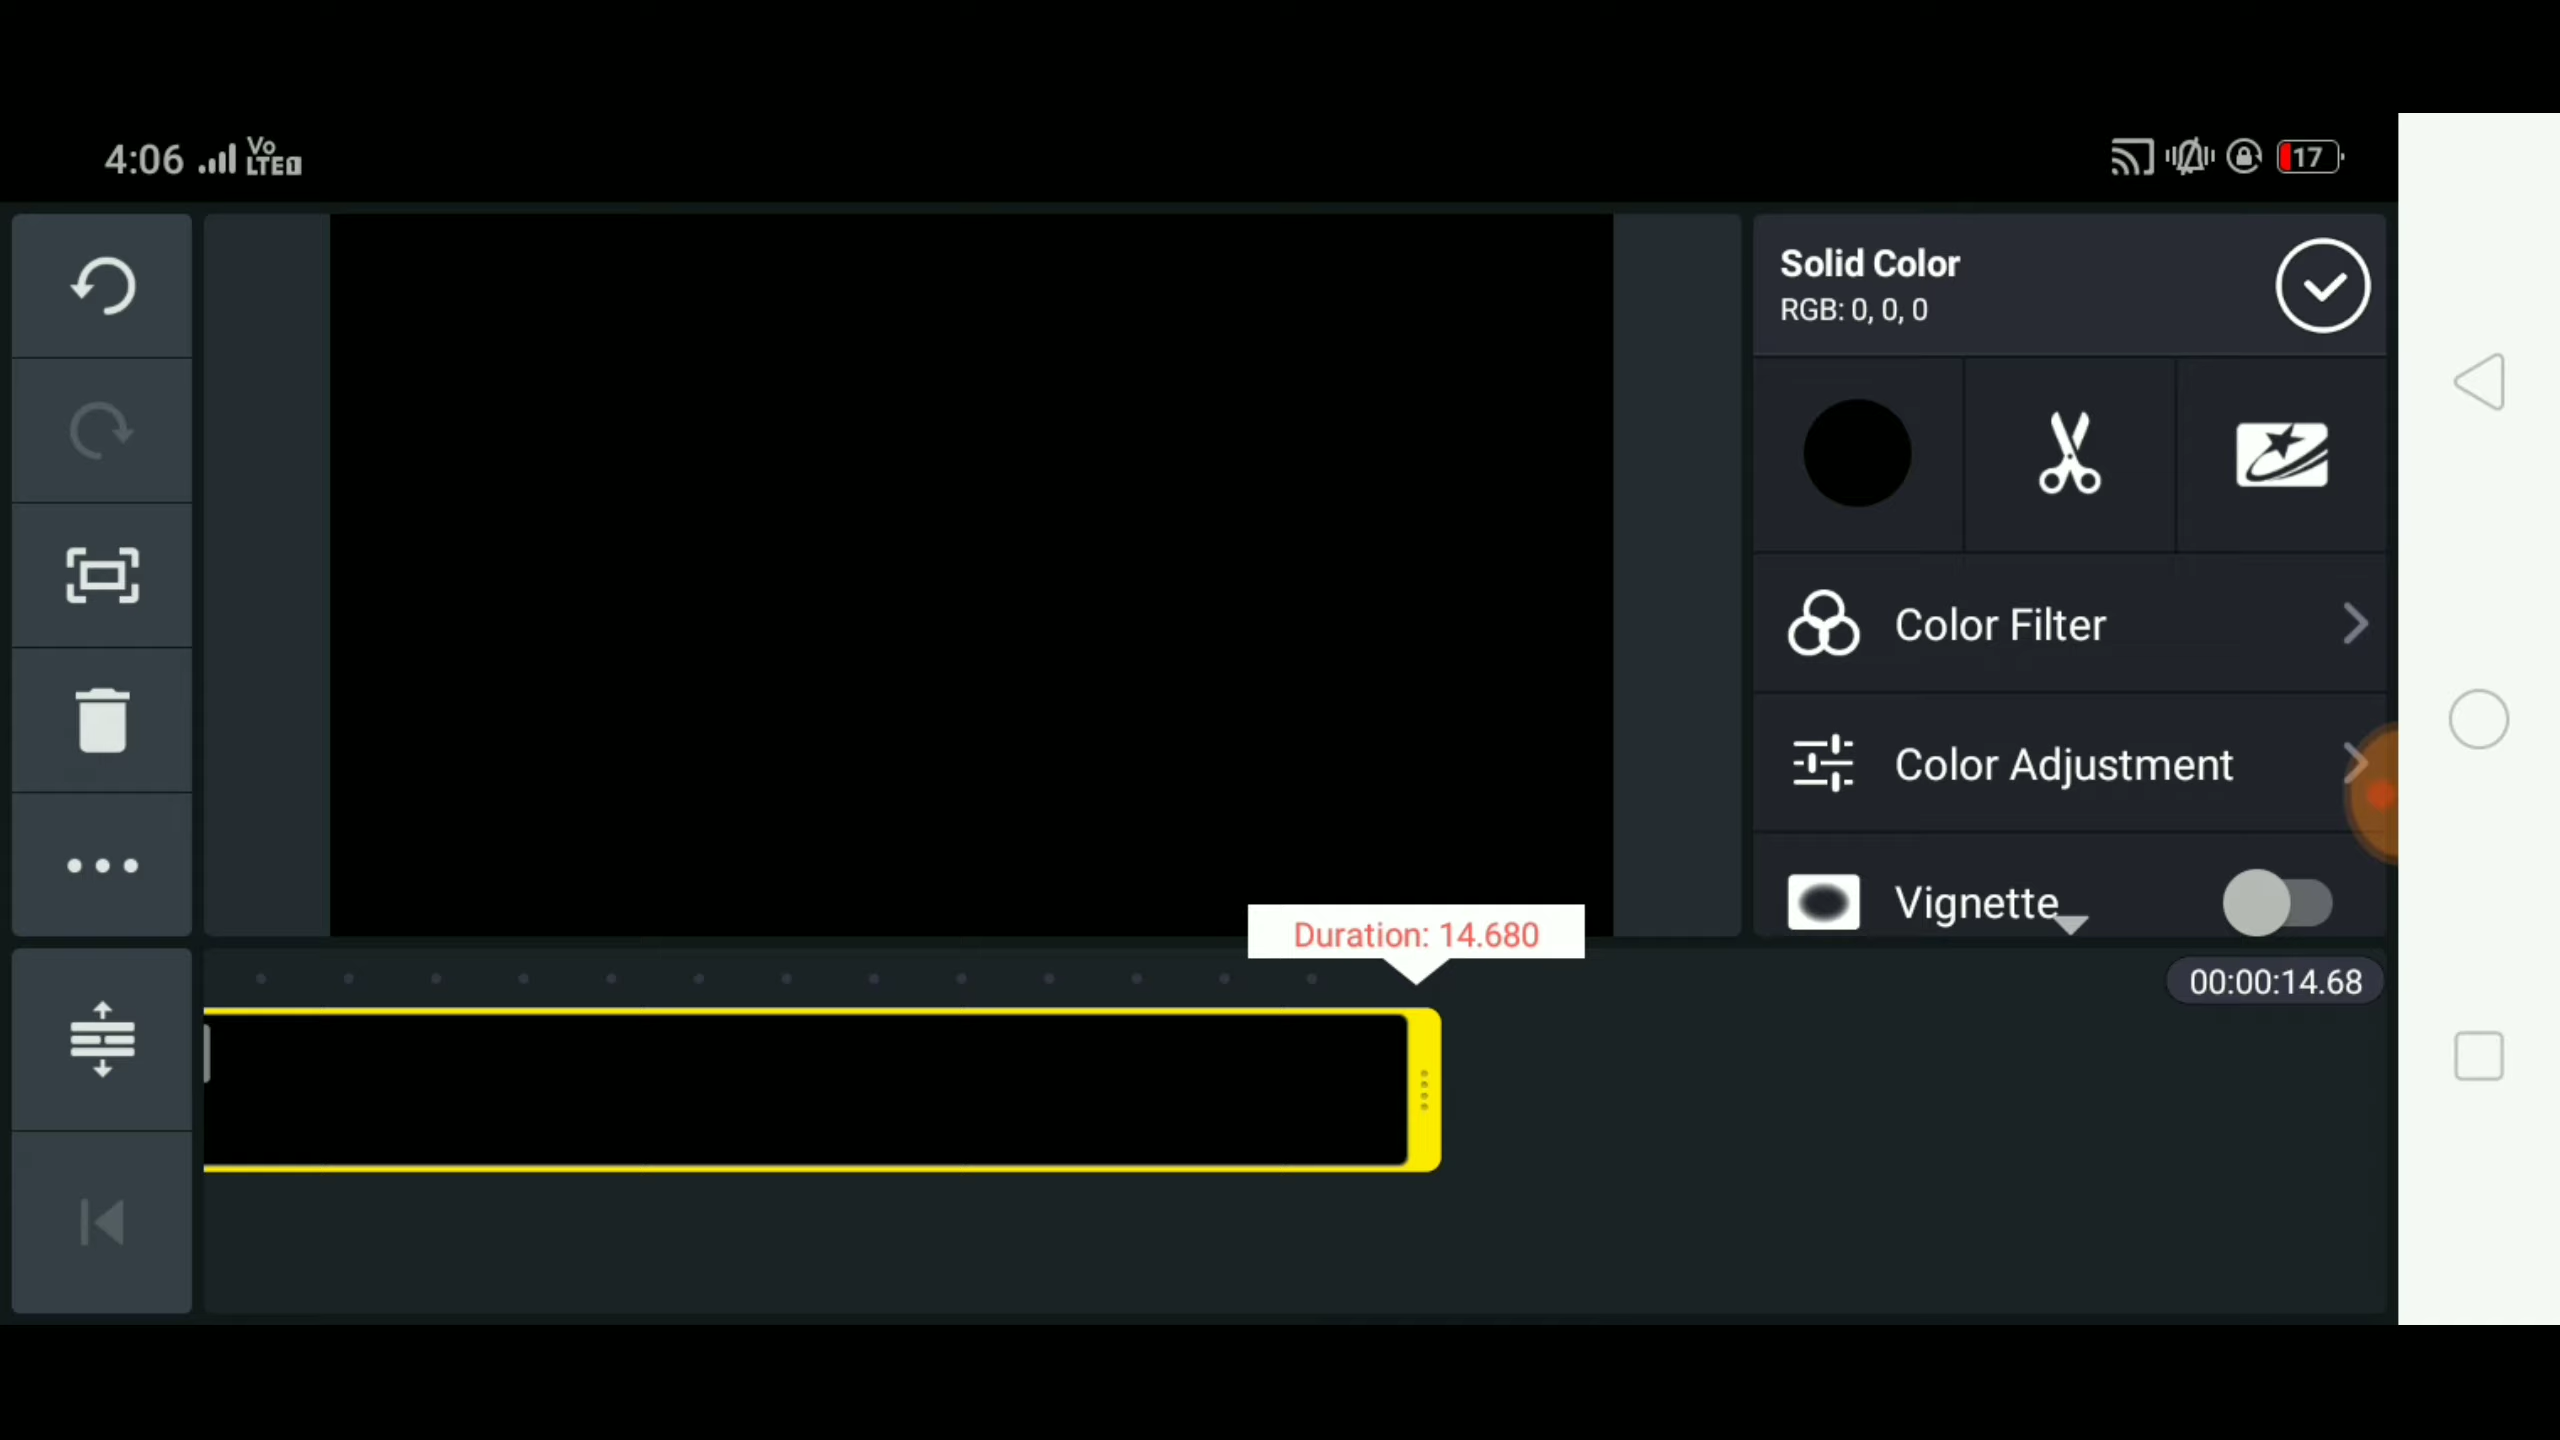 4:06 Vo LTE1
17
Solid Color
RGB: 0, 0, 0
Color Filter
Color Adjustment
Vignette
Duration: 14.680
00:00:14.68